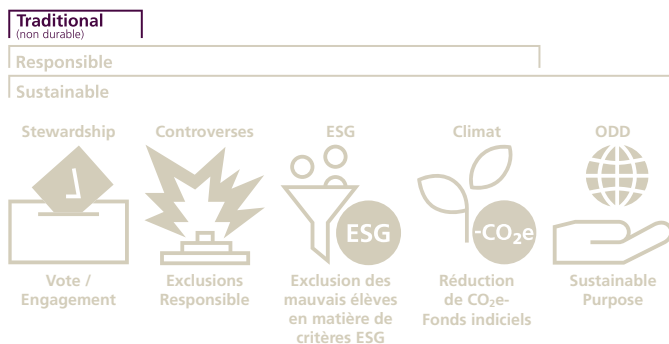 Traditional
(non durable)
Responsible
Sustainable
Stewardship
Controverses
ESG
Climat
ODD
ESG
-CO₂e
Vote /
Engagement
Exclusions
Responsible
Exclusion des
mauvais élèves
en matière de
critères ESG
Réduction
de CO₂e-
Fonds indiciels
Sustainable
Purpose